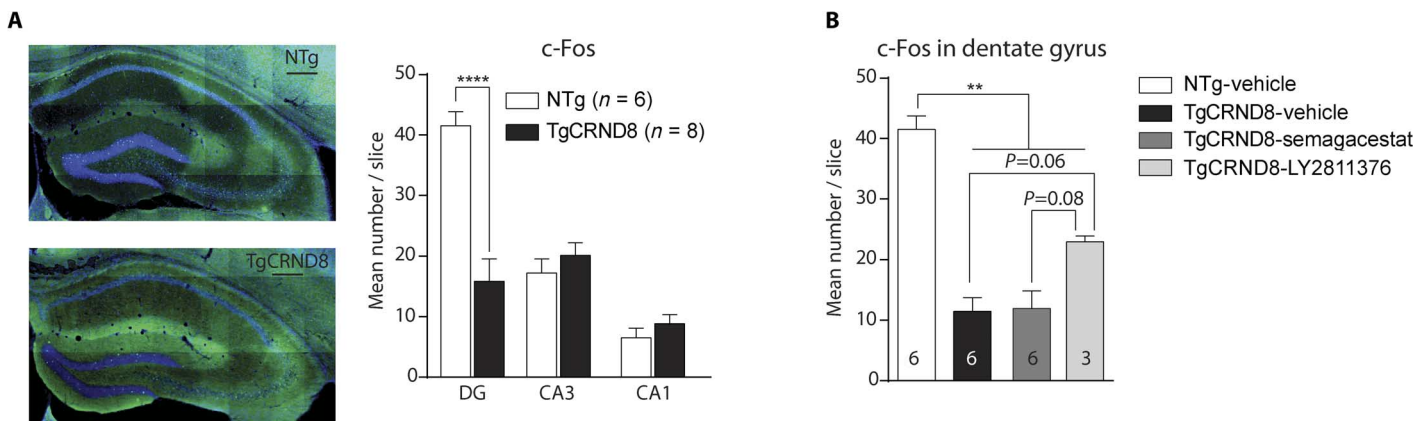 A
NTg
TgCRND8
c-Fos
Mean number / slice
50
40
30
20
10
0
****
NTg (n = 6)
TgCRND8 (n = 8)
DG CA3 CA1
B
c-Fos in dentate gyrus
Mean number / slice
50
40
30
20
10
0
**
P=0.06
P=0.08
6 6 6 3
NTg-vehicle
TgCRND8-vehicle
TgCRND8-semagacestat
TgCRND8-LY2811376